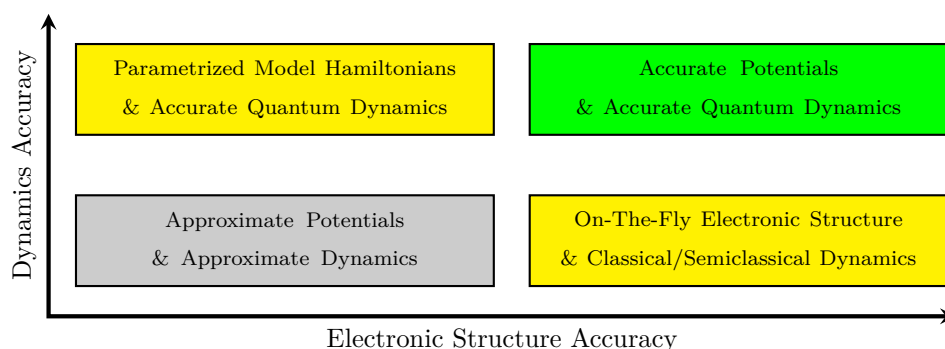 Dynamics Accuracy
Parametrized Model Hamiltonians
& Accurate Quantum Dynamics
Accurate Potentials
& Accurate Quantum Dynamics
Approximate Potentials
& Approximate Dynamics
On-The-Fly Electronic Structure
& Classical/Semiclassical Dynamics
Electronic Structure Accuracy